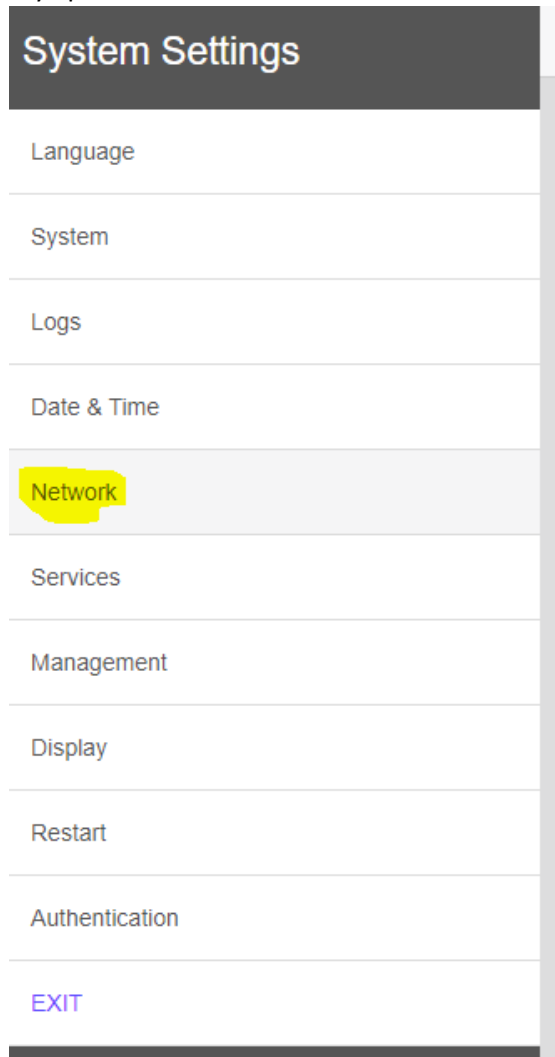 System Settings
Language
System
Logs
Date & Time
Network
Services
Management
Display
Restart
Authentication
EXIT